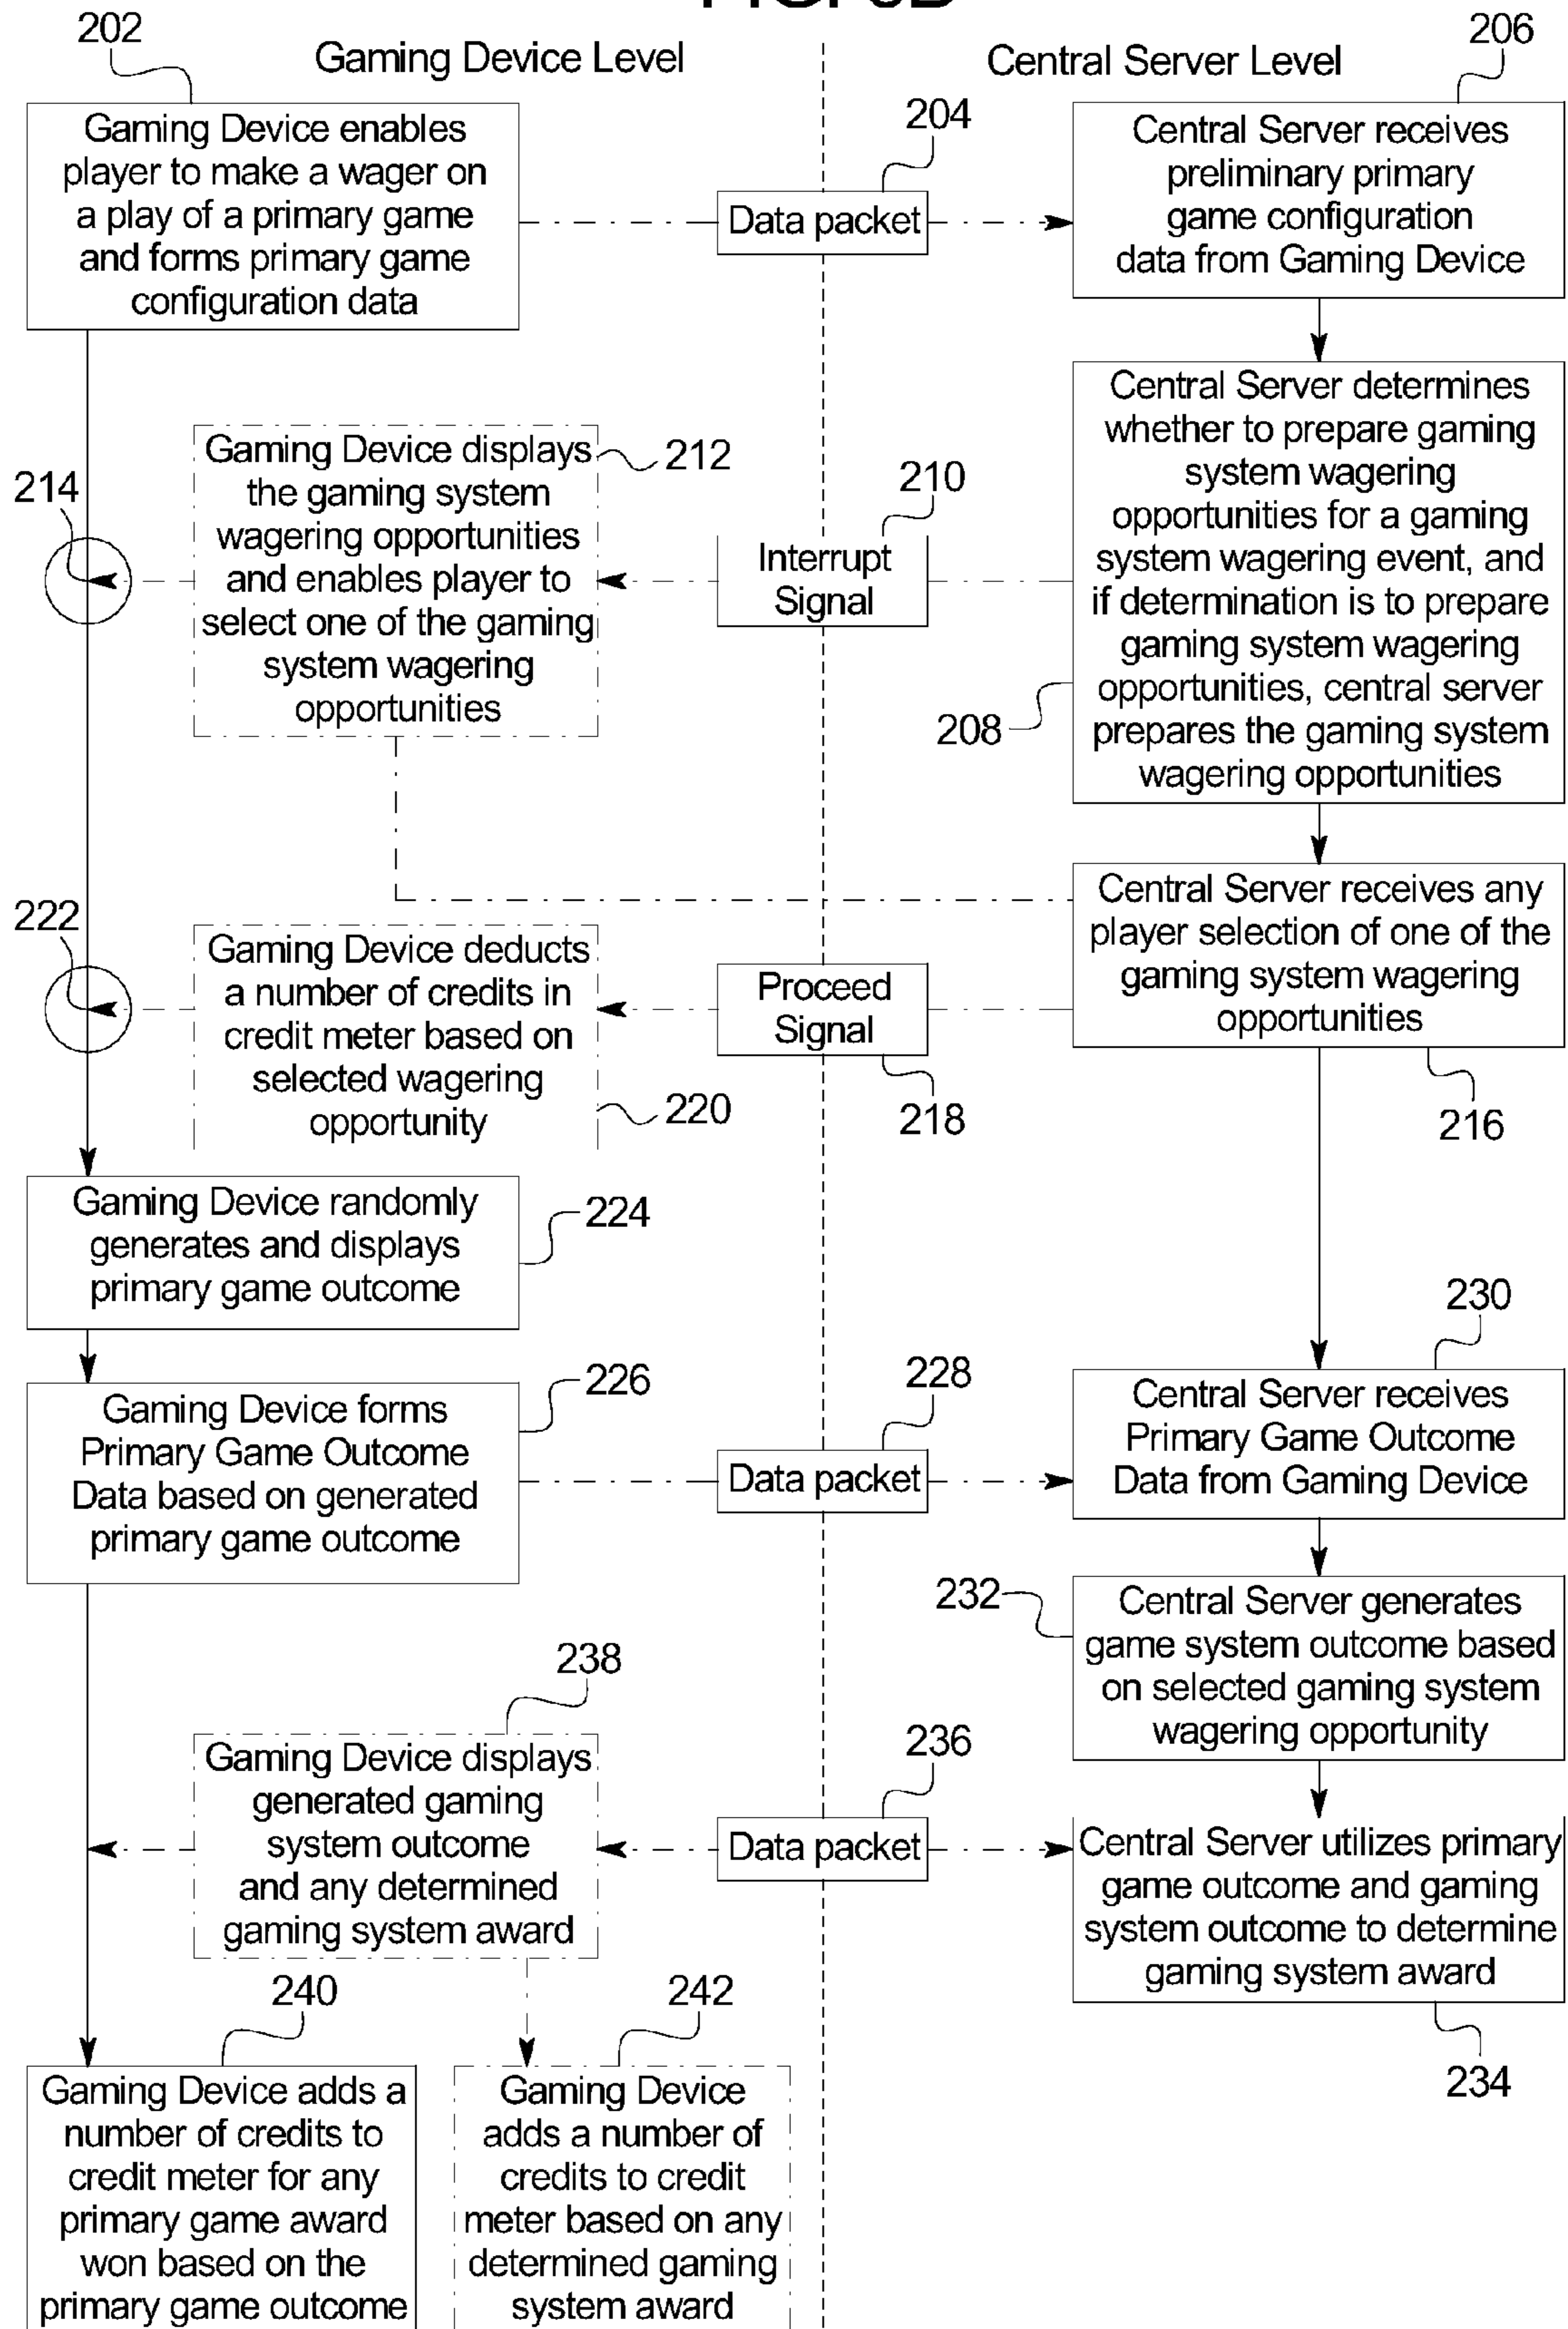 202
Gaming Device Level
Central Server Level
206
Gaming Device enables
player to make a wager on
a play of a primary game
and forms primary game
configuration data
204
Data packet
Central Server receives
preliminary primary
game configuration
data from Gaming Device
Central Server determines
whether to prepare gaming
system wagering
opportunities for a gaming
system wagering event, and
if determination is to prepare
gaming system wagering
opportunities, central server
prepares the gaming system
wagering opportunities
208
210
Interrupt
Signal
Gaming Device displays
the gaming system
wagering opportunities
and enables player to
select one of the gaming
system wagering
opportunities
212
214
Central Server receives any
player selection of one of the
gaming system wagering
opportunities
216
Proceed
Signal
218
Gaming Device deducts
a number of credits in
credit meter based on
selected wagering
opportunity
220
222
Gaming Device randomly
generates and displays
primary game outcome
224
Gaming Device forms
Primary Game Outcome
Data based on generated
primary game outcome
226
228
Data packet
230
Central Server receives
Primary Game Outcome
Data from Gaming Device
232
Central Server generates
game system outcome based
on selected gaming system
wagering opportunity
238
Gaming Device displays
generated gaming
system outcome
and any determined
gaming system award
236
Data packet
Central Server utilizes primary
game outcome and gaming
system outcome to determine
gaming system award
234
240
Gaming Device adds a
number of credits to
credit meter for any
primary game award
won based on the
primary game outcome
242
Gaming Device
adds a number of
credits to credit
meter based on any
determined gaming
system award